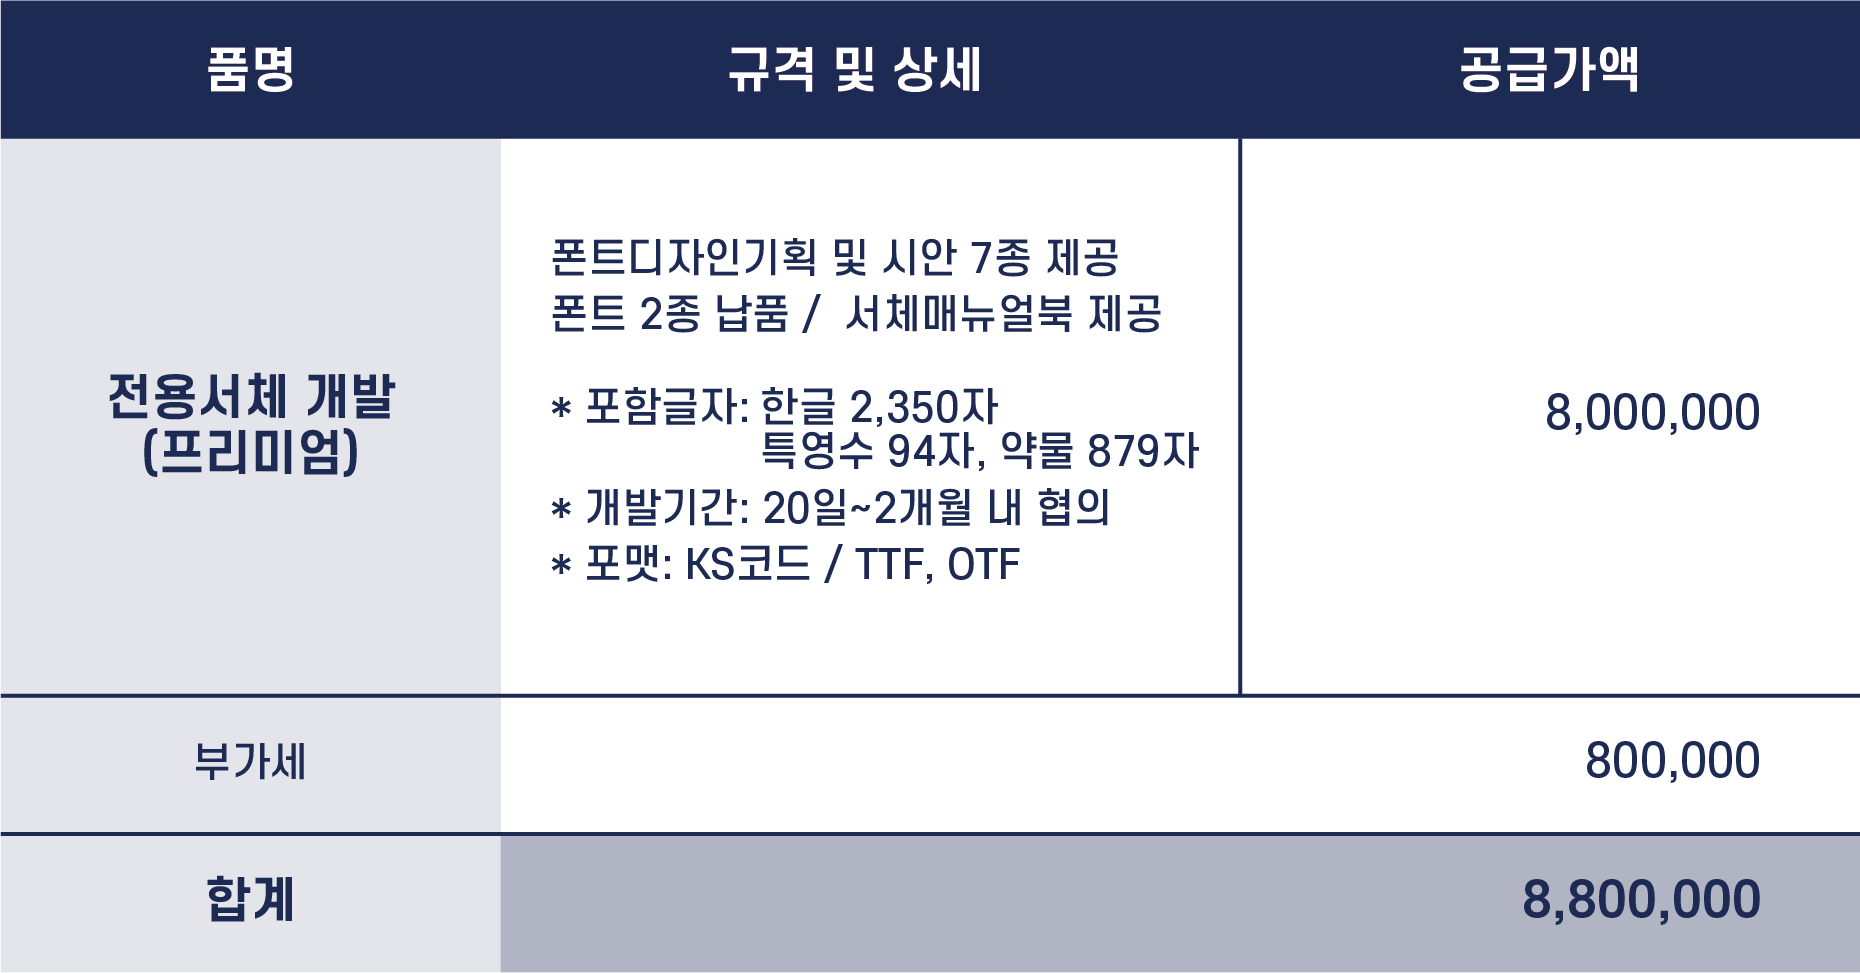 품명 규격 및 상세 공급가액
전용서체 개발
(프리미엄)
폰트디자인기획 및 시안 7종 제공
폰트 2종 납품 / 서체매뉴얼북 제공
* 포함글자: 한글 2,350자
특영수 94자, 약물 879자
* 개발기간: 20일~2개월 내 협의
* 포맷: KS코드 / TTF, OTF
8,000,000
부가세 800,000
합계 8,800,000